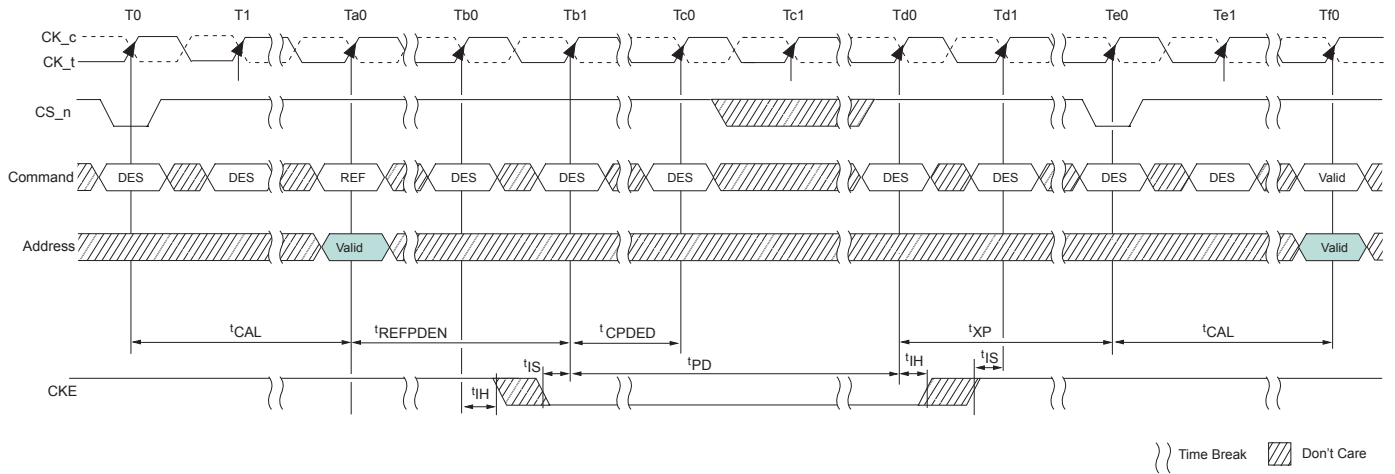 T0 T1 Ta0 Tb0 Tb1 Tc0 Tc1 Td0 Td1 Te0 Te1 Tf0
CK_c
CK_t
CS_n
Command DES DES REF DES DES DES DES DES DES DES Valid
Address Valid Valid
tCAL tREFPDEN tCPDED tXP tCAL
tIS tPD tIH tIS
CKE tIH
Time Break Don't Care